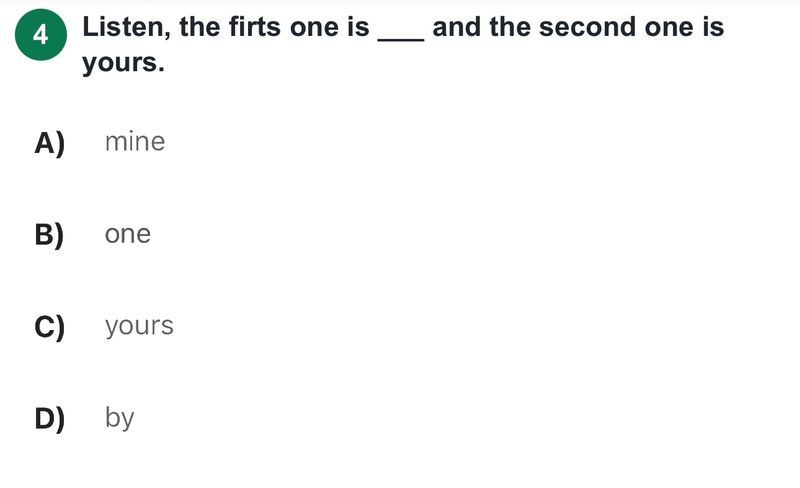 4 Listen, the firts one is ___ and the second one is
yours.
A) mine
B) one
C) yours
D) by